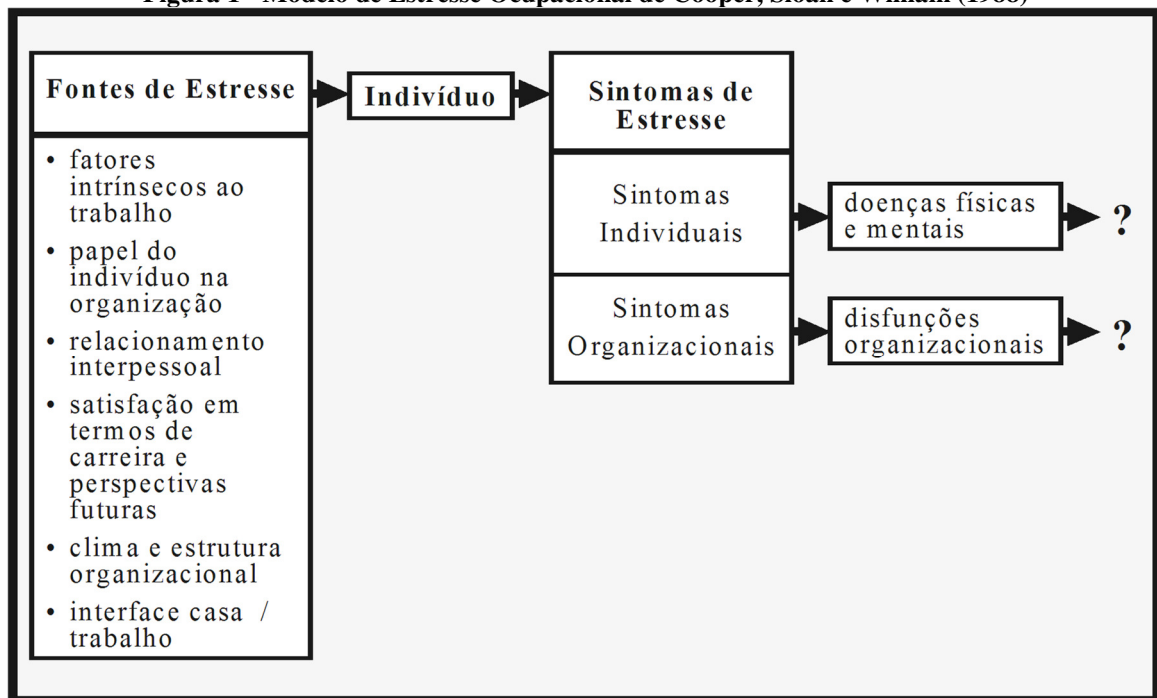 Figura 1 - Modelo de Estresse Ocupacional de Cooper, Sloan e William (1988)
Fontes de Estresse
• fatores
intrínsecos ao
trabalho
• papel do
indivíduo na
organização
• relacionamento
interpessoal
• satisfação em
termos de
carreira e
perspectivas
futuras
• clima e estrutura
organizacional
• interface casa /
trabalho
Indivíduo
Sintomas de
Estresse
Sintomas
Individuais
doenças físicas
e mentais
?
Sintomas
Organizacionais
disfunções
organizacionais
?